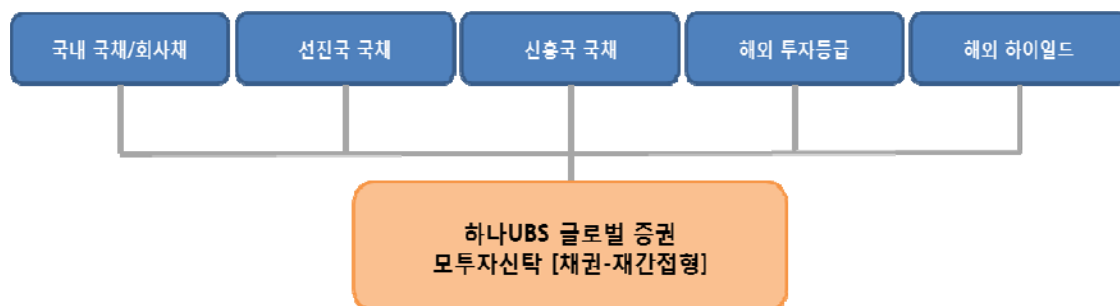 국내 국채/회사채
선진국 국채
신흥국 국채
해외 투자등급
해외 하이일드
하나UBS 글로벌 증권
모투자신탁 [채권-재간접형]